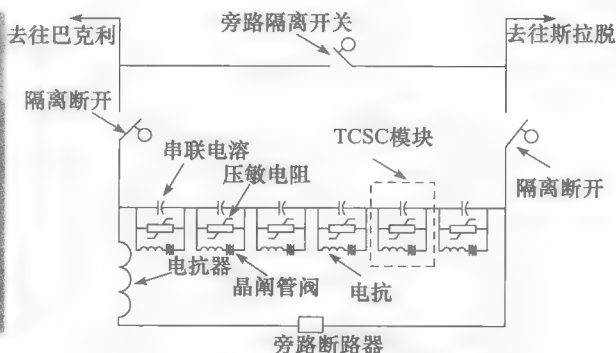 旁路隔离开关
去往巴克利
去往斯拉脱
隔离断开
TCSC模块
串联电溶
压敏电阻
隔离断开
电抗器
晶闸管阀
电抗
旁路断路器